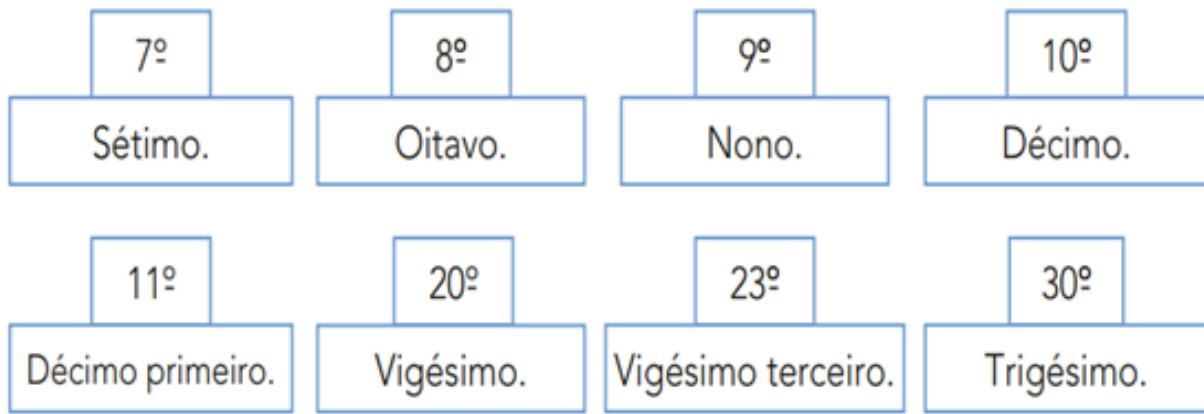 7º 8º 9º 10º
Sétimo. Oitavo. Nono. Décimo.
11º 20º 23º 30º
Décimo primeiro. Vigésimo. Vigésimo terceiro. Trigésimo.